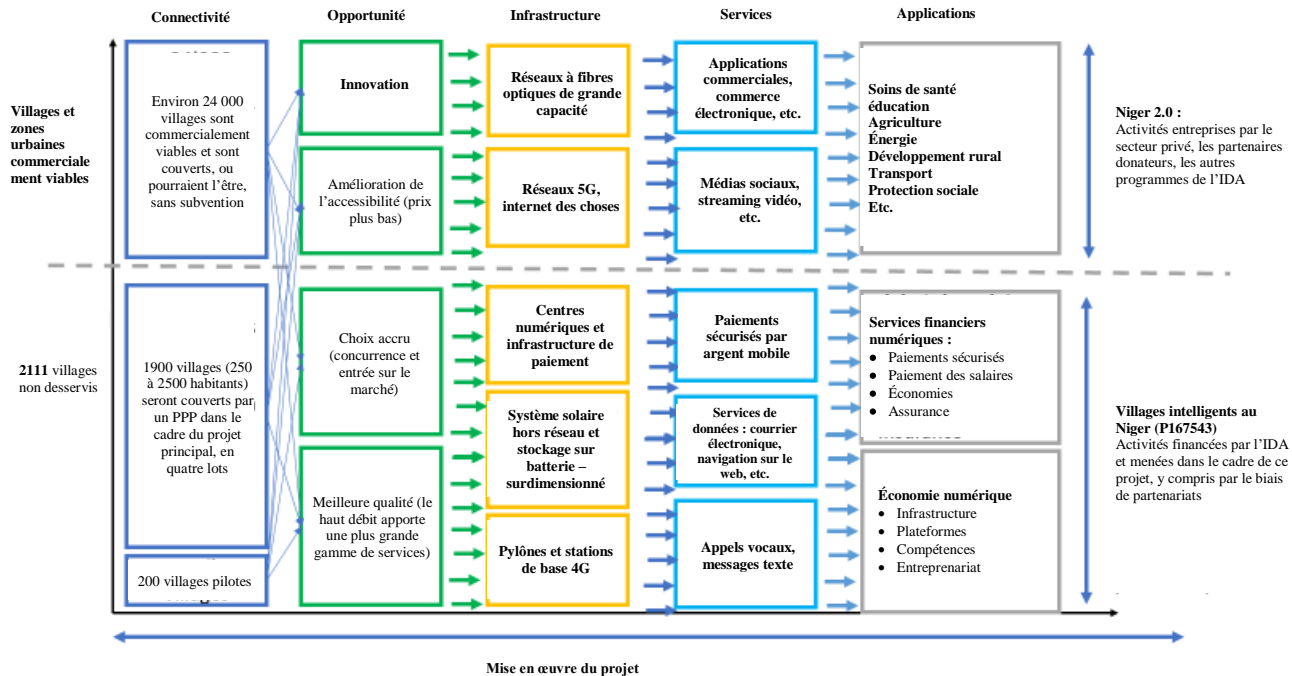 Connectivité
Opportunité
Infrastructure
Services
Applications
Villages et
zones
urbaines
commerciale
ment viables
Environ 24 000
villages sont
commercialement
viables et sont
couverts, ou
pourraient l’être,
sans subvention
Innovation
Amélioration de
l’accessibilité (prix
plus bas)
Réseaux à fibres
optiques de grande
capacité
Réseaux 5G,
internet des choses
Applications
commerciales,
commerce
électronique, etc.
Médias sociaux,
streaming vidéo,
etc.
Soins de santé
éducation
Agriculture
Énergie
Développement rural
Transport
Protection sociale
Etc.
Niger 2.0 :
Activités entreprises par le
secteur privé, les partenaires
donateurs, les autres
programmes de l’IDA
2111 villages
non desservis
1900 villages (250
à 2500 habitants)
seront couverts par
un PPP dans le
cadre du projet
principal, en
quatre lots
200 villages pilotes
Choix accru
(concurrence et
entrée sur le
marché)
Meilleure qualité (le
haut débit apporte
une plus grande
gamme de services)
Centres
numériques et
infrastructure de
paiement
Système solaire
hors réseau et
stockage sur
batterie –
surdimensionné
Pylônes et stations
de base 4G
Paiements
sécurisés par
argent mobile
Services de
données : courrier
électronique,
navigation sur le
web, etc.
Appels vocaux,
messages texte
Services financiers
numériques :
● Paiements sécurisés
● Paiement des salaires
● Économies
● Assurance
Économie numérique
• Infrastructure
• Plateformes
• Compétences
• Entreprenariat
Villages intelligents au
Niger (P167543)
Activités financées par l’IDA
et menées dans le cadre de ce
projet, y compris par le biais
de partenariats
Mise en œuvre du projet